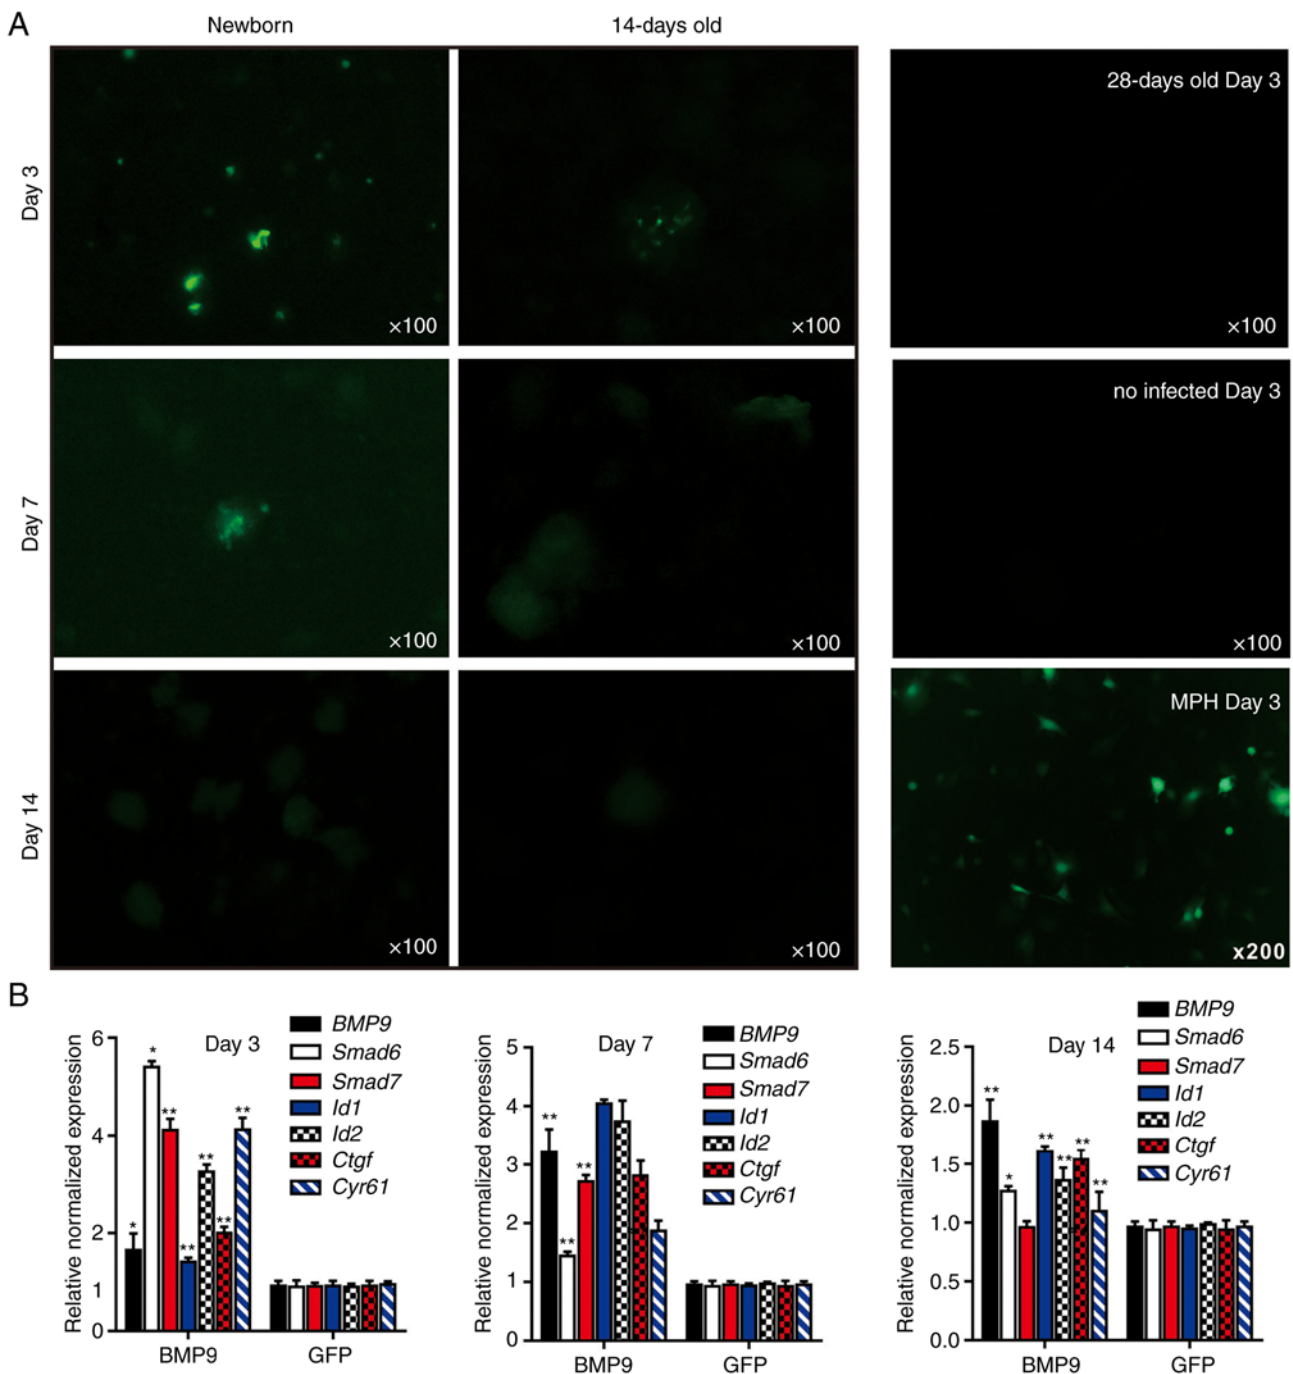 A
Newborn
14-days old
Day 3
×100
×100
28-days old Day 3
×100
Day 7
×100
×100
no infected Day 3
×100
Day 14
×100
×100
MPH Day 3
x200
B
Relative normalized expression
6
4
2
1
0
Day 3
BMP9
Smad6
Smad7
Id1
Id2
Ctgf
Cyr61
*
*
**
**
**
**
**
BMP9
GFP
Relative normalized expression
5
4
3
2
1
0
Day 7
BMP9
Smad6
Smad7
Id1
Id2
Ctgf
Cyr61
**
**
**
BMP9
GFP
Relative normalized expression
2.5
2.0
1.5
1.0
0.5
0.0
Day 14
BMP9
Smad6
Smad7
Id1
Id2
Ctgf
Cyr61
**
*
**
**
**
**
BMP9
GFP